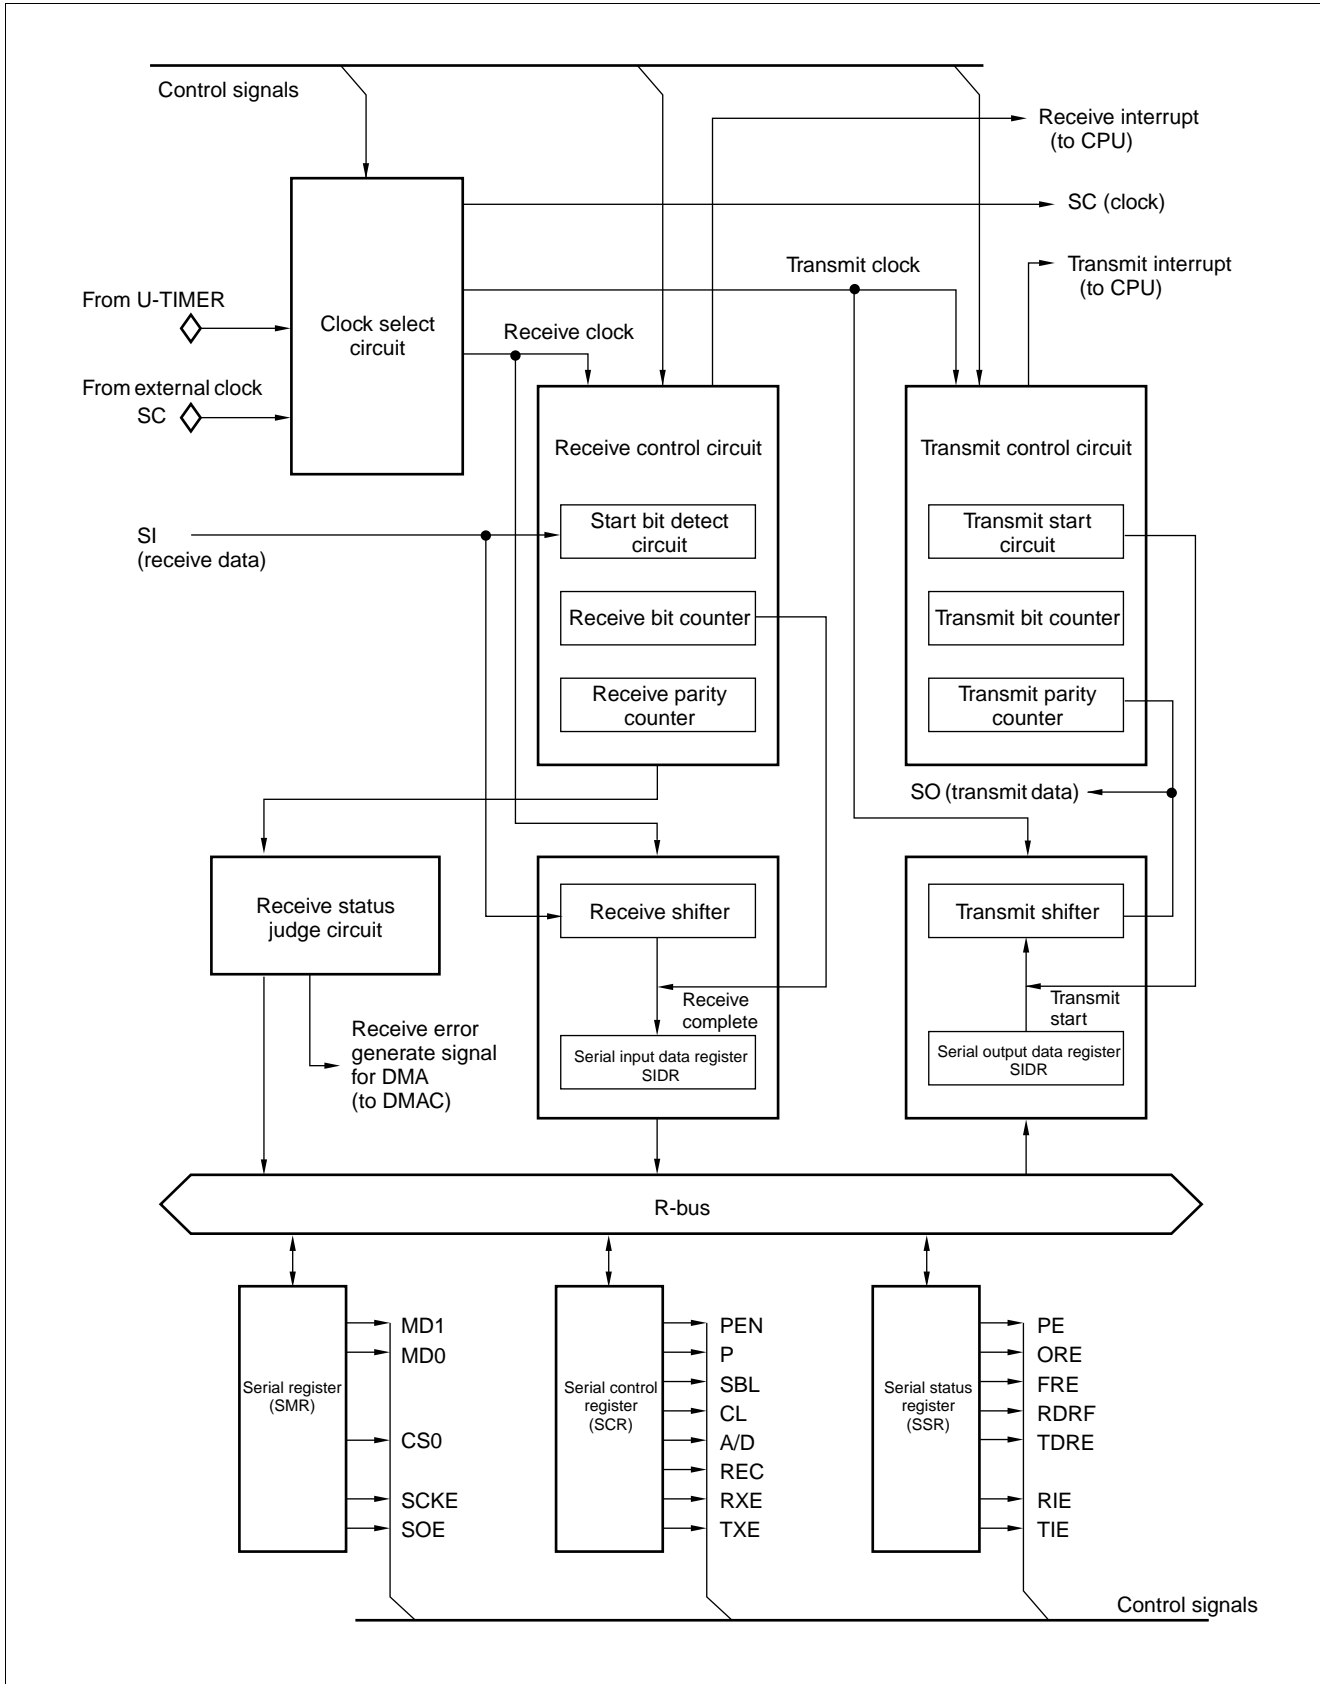 Control signals
Receive interrupt
(to CPU)
SC (clock)
Transmit clock
Transmit interrupt
(to CPU)
From U-TIMER
Clock select
circuit
Receive clock
From external clock
SC
Receive control circuit
Transmit control circuit
SI
(receive data)
Start bit detect
circuit
Transmit start
circuit
Receive bit counter
Transmit bit counter
Receive parity
counter
Transmit parity
counter
SO (transmit data)
Receive status
judge circuit
Receive shifter
Transmit shifter
Receive
complete
Transmit
start
Receive error
generate signal
for DMA
(to DMAC)
Serial input data register
SIDR
Serial output data register
SIDR
R-bus
Serial register
(SMR)
MD1
MD0
CS0
SCKE
SOE
Serial control
register
(SCR)
PEN
P
SBL
CL
A/D
REC
RXE
TXE
Serial status
register
(SSR)
PE
ORE
FRE
RDRF
TDRE
RIE
TIE
Control signals